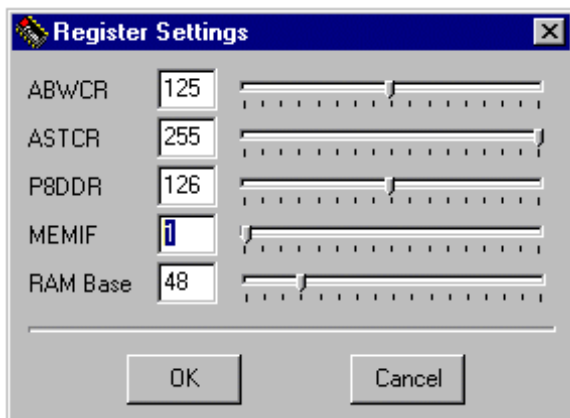 Register Settings
ABWCR 125
ASTCR 255
P8DDR 126
MEMIF 1
RAM Base 48
OK Cancel